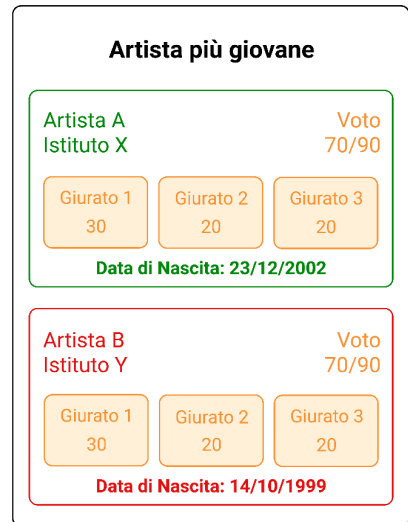 Artista più giovane
Artista A Voto
Istituto X 70/90
Giurato 1 Giurato 2 Giurato 3
30 20 20
Data di Nascita: 23/12/2002
Artista B Voto
Istituto Y 70/90
Giurato 1 Giurato 2 Giurato 3
30 20 20
Data di Nascita: 14/10/1999